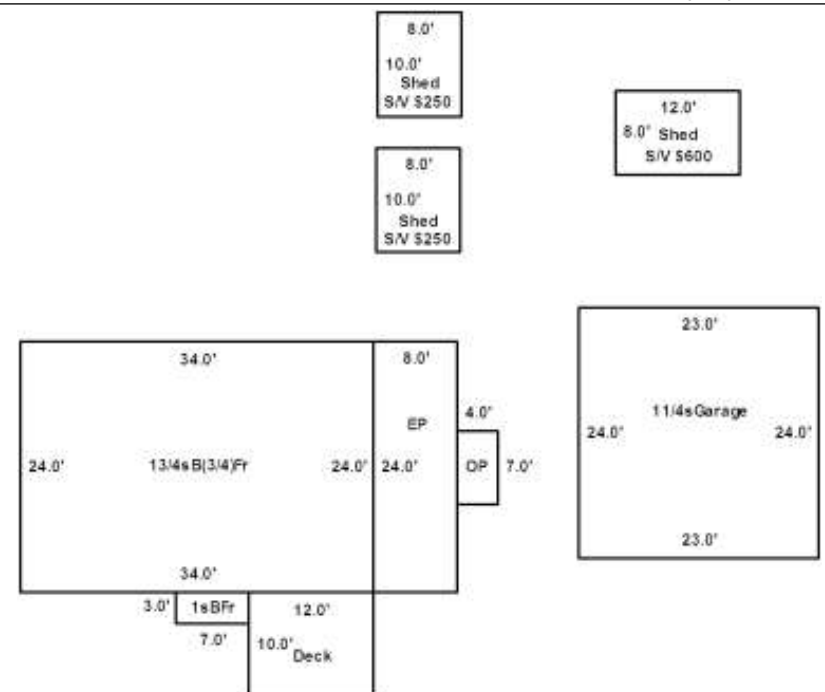 8.0'
10.0'
Shed
S/V $250
12.0'
8.0' Shed
S/V $600
8.0'
10.0'
Shed
S/V $250
34.0'
8.0'
EP
24.0'
13/4sB(3/4)Fr
24.0'
24.0'
34.0'
4.0'
OP
7.0'
23.0'
11/4sGarage
24.0'
24.0'
23.0'
3.0'
1sBFr
7.0'
12.0'
10.0'
Deck